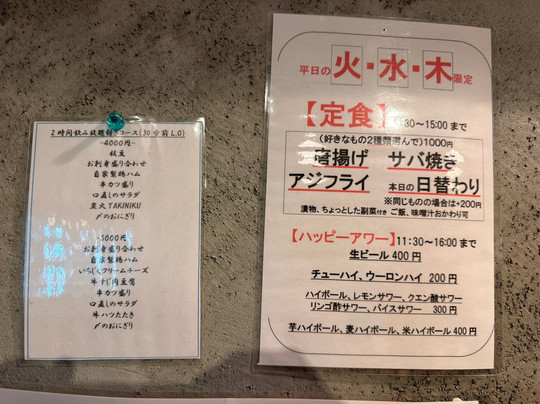 2時間飲み放題付きコース(30分前L.O)
-4000円-
枝豆
お刺身盛り合わせ
自家製鶏ハム
串カツ盛り
口直しのサラダ
炭火YAKINIKU
〆のおにぎり
-5000円-
お刺身盛り合わせ
自家製鶏ハム
いちじくクリームチーズ
牛すじ肉豆腐
串カツ盛り
口直しのサラダ
牛ハツたたき
〆のおにぎり
平日の火・水・木限定
【定食】11:30～15:00まで
(好きなもの2種類選んで)1000円
唐揚げ サバ焼き
アジフライ 本日の日替わり
※同じものの場合は+200円
漬物、ちょっとした副菜付き ご飯、味噌汁おかわり可
【ハッピーアワー】11:30～16:00まで
生ビール 400円
チューハイ、ウーロンハイ 200円
ハイボール、レモンサワー、クエン酸サワー
リンゴ酢サワー、バイスサワー 300円
芋ハイボール、麦ハイボール、米ハイボール 400円